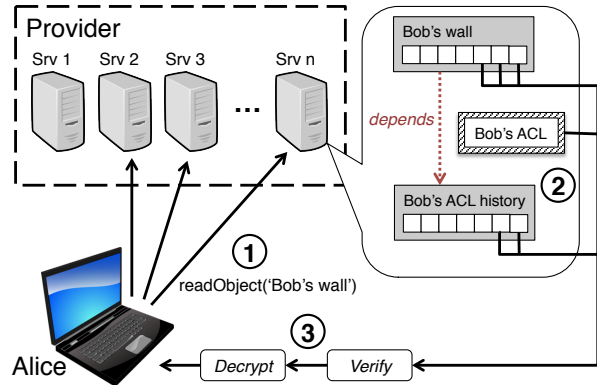 Provider
Srv 1
Srv 2
Srv 3
...
Srv n
Bob's wall
depends
Bob's ACL
2
Bob's ACL history
1
readObject('Bob's wall')
3
Alice
Decrypt
Verify